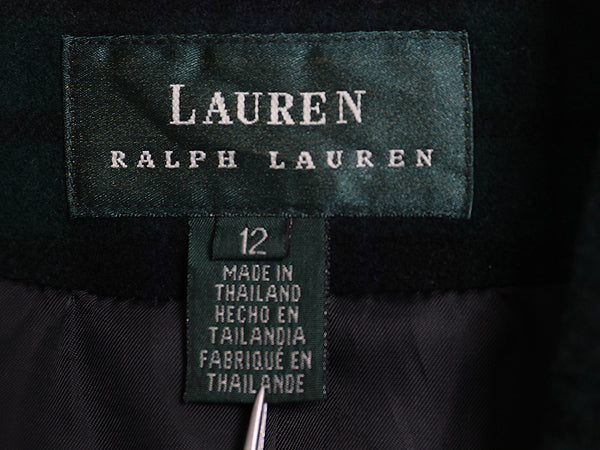 LAUREN
RALPH LAUREN
12
MADE IN
THAILAND
HECHO EN
TAILANDIA
FABRIQUÉ EN
THAILANDE